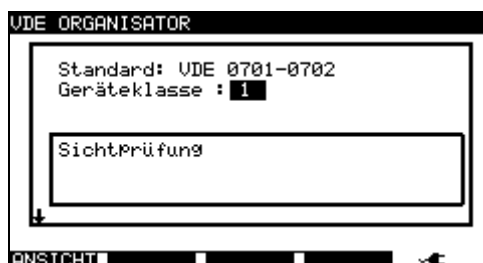 VDE ORGANISATOR
Standard: VDE 0701-0702
Geräteklasse : 1
Sichtprüfung
ANSICHT